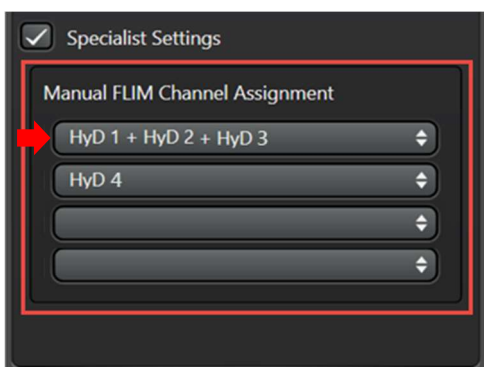 Specialist Settings
Manual FLIM Channel Assignment
HyD 1 + HyD 2 + HyD 3
HyD 4